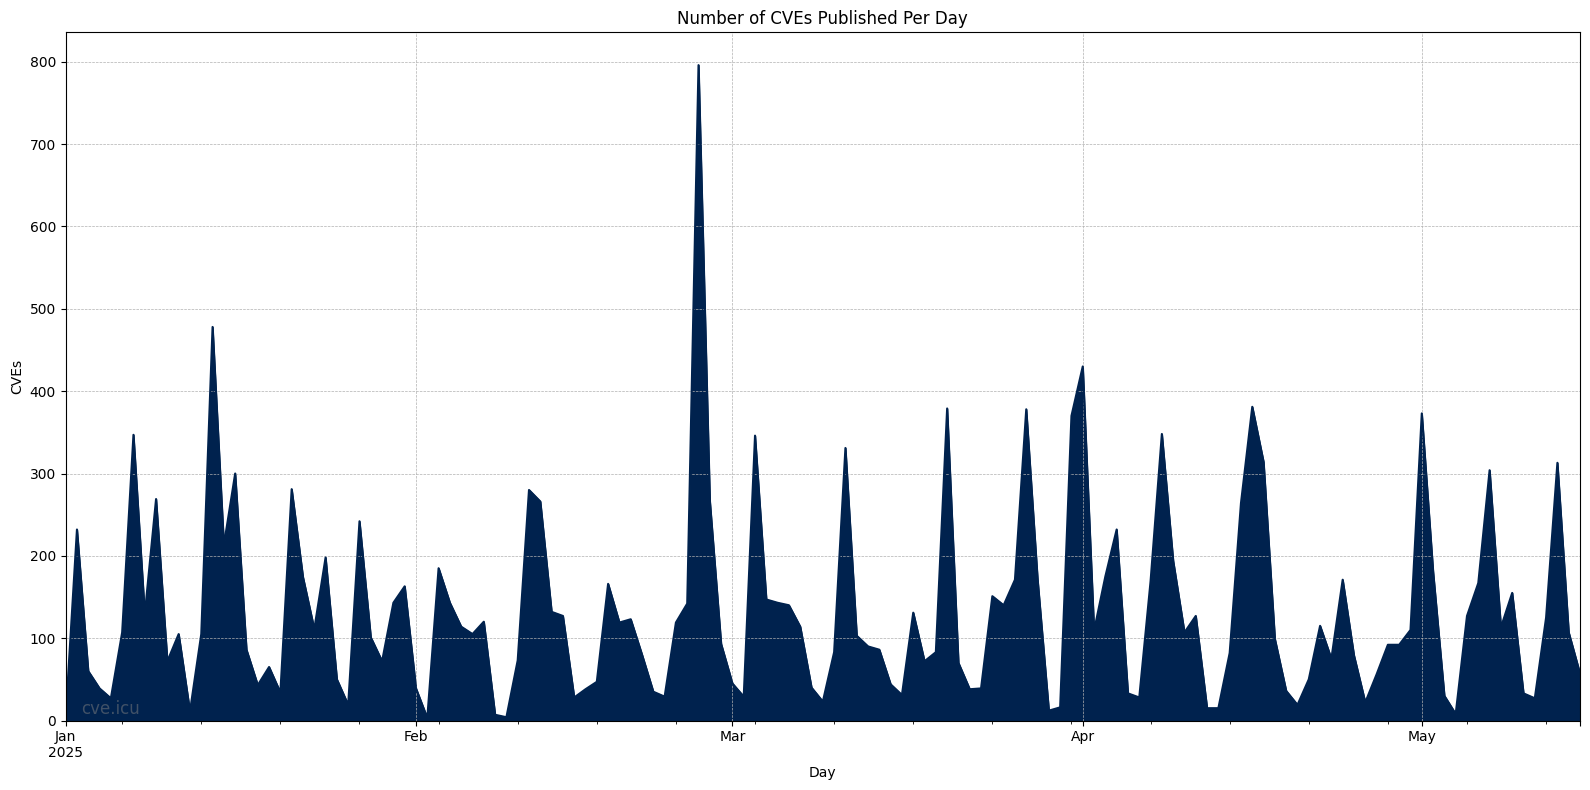 Number of CVEs Published Per Day
800
700
600
500
400
300
200
100
0
CVEs
cve.icu
Jan
2025
Feb
Mar
Apr
May
Day